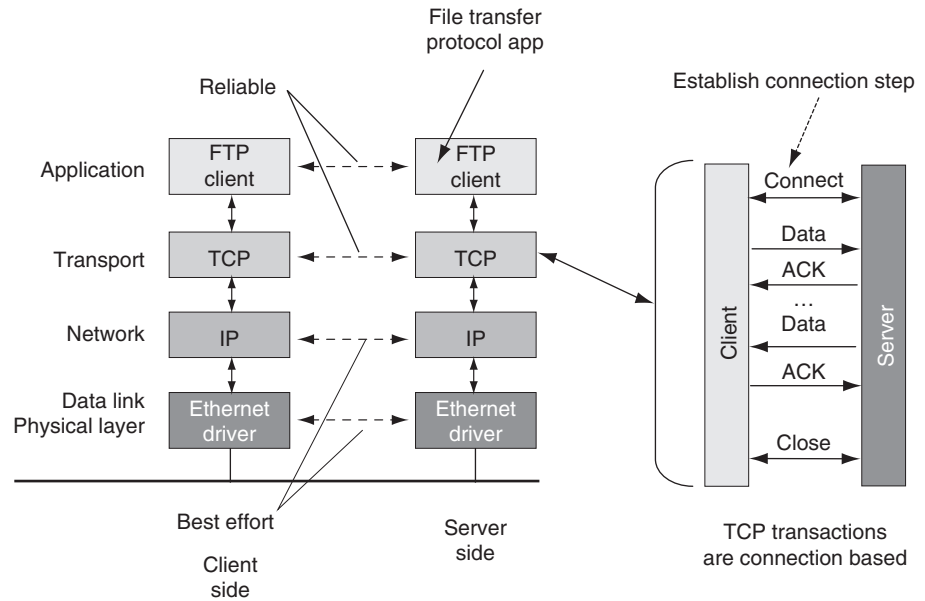 File transfer
protocol app
Reliable
Establish connection step
Application
FTP
client
FTP
client
Connect
Transport
TCP
TCP
Data
ACK
...
Data
ACK
Close
Client
Server
Network
IP
IP
Data link
Physical layer
Ethernet
driver
Ethernet
driver
Best effort
Client
side
Server
side
TCP transactions
are connection based